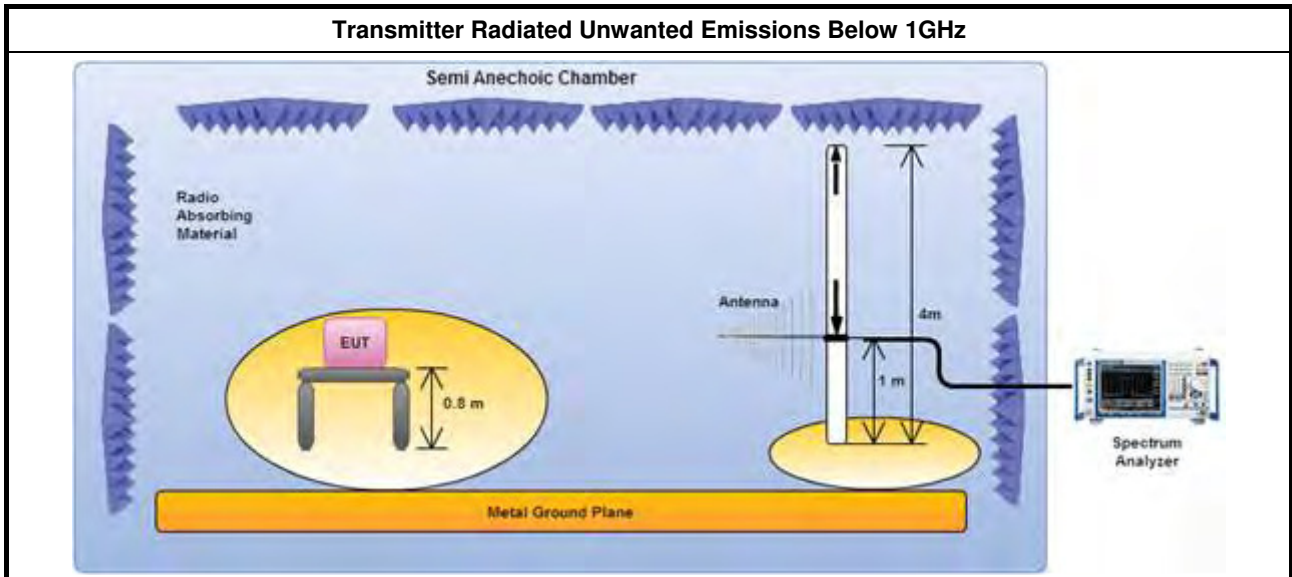 Transmitter Radiated Unwanted Emissions Below 1GHz
Semi Anechoic Chamber
Radio
Absorbing
Material
Antenna
4m
EUT
1 m
0.8 m
Spectrum
Analyzer
Metal Ground Plane